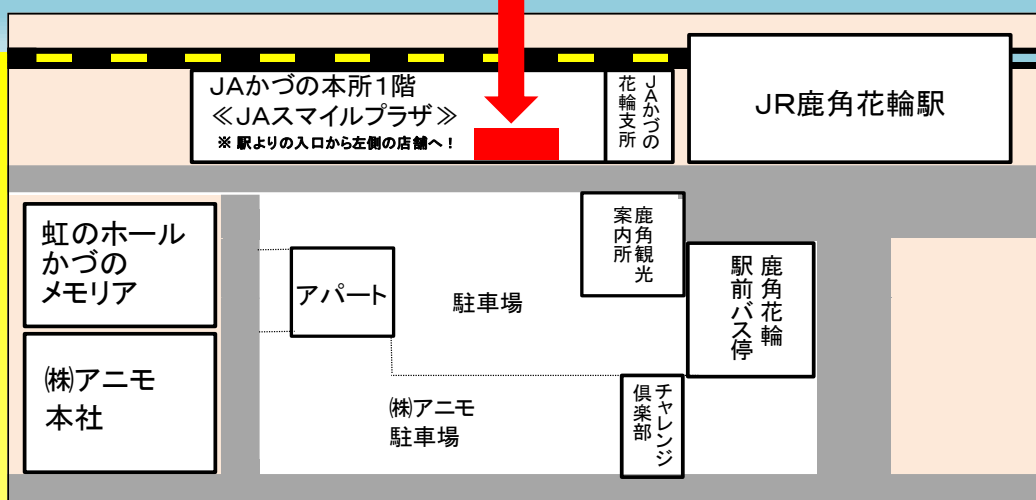 JAかづの本所1階
≪JAスマイルプラザ≫
※ 駅よりの入口から左側の店舗へ！
JAかづの
花輪支所
JR鹿角花輪駅
虹のホール
かづの
メモリア
アパート
駐車場
鹿角観光
案内所
鹿角花輪
駅前バス停
㈱アニモ
本社
㈱アニモ
駐車場
チャレンジ
倶楽部